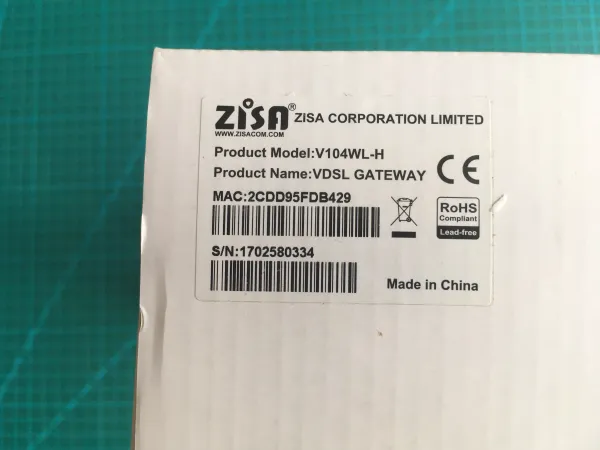 ZISA® ZISA CORPORATION LIMITED
WWW.ZISACOM.COM
Product Model:V104WL-H
Product Name:VDSL GATEWAY
CE
MAC:2CDD95FDB429
RoHS
Compliant
Lead-free
S/N:1702580334
Made in China